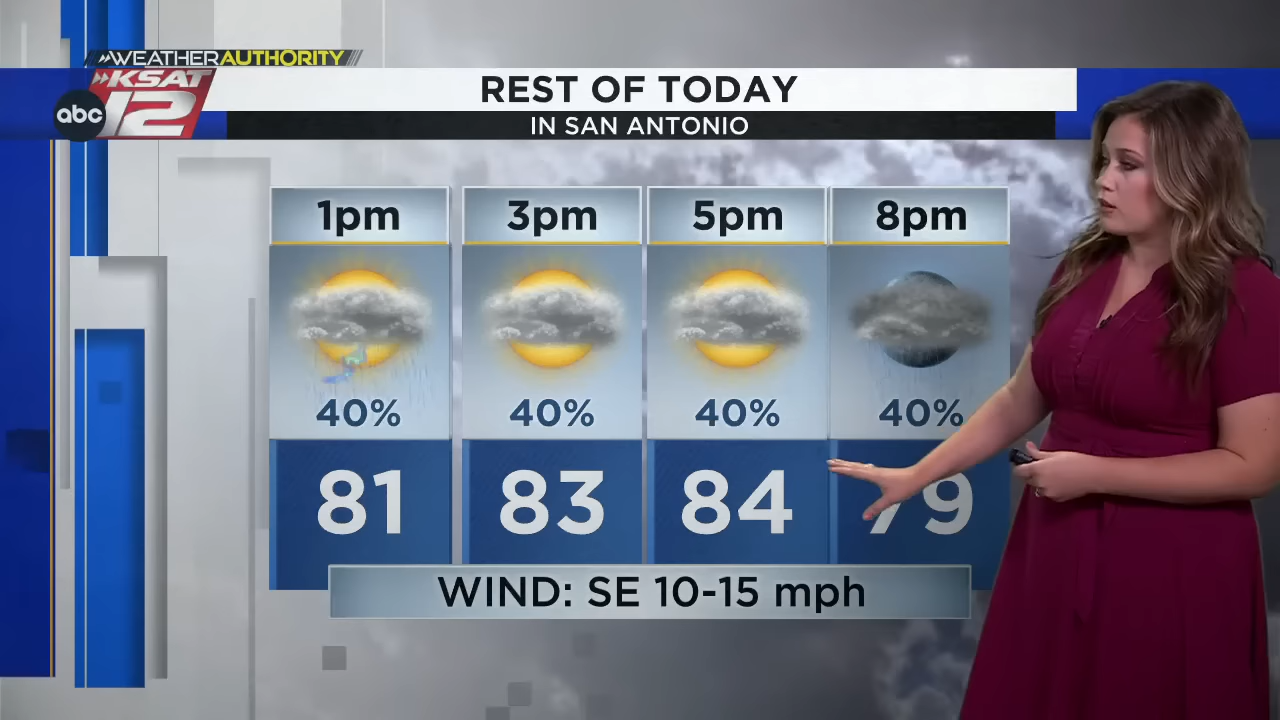 WEATHERAUTHORITY
KSAT
abc 12
REST OF TODAY
IN SAN ANTONIO
1pm 3pm 5pm 8pm
40% 40% 40% 40%
81 83 84 79
WIND: SE 10-15 mph